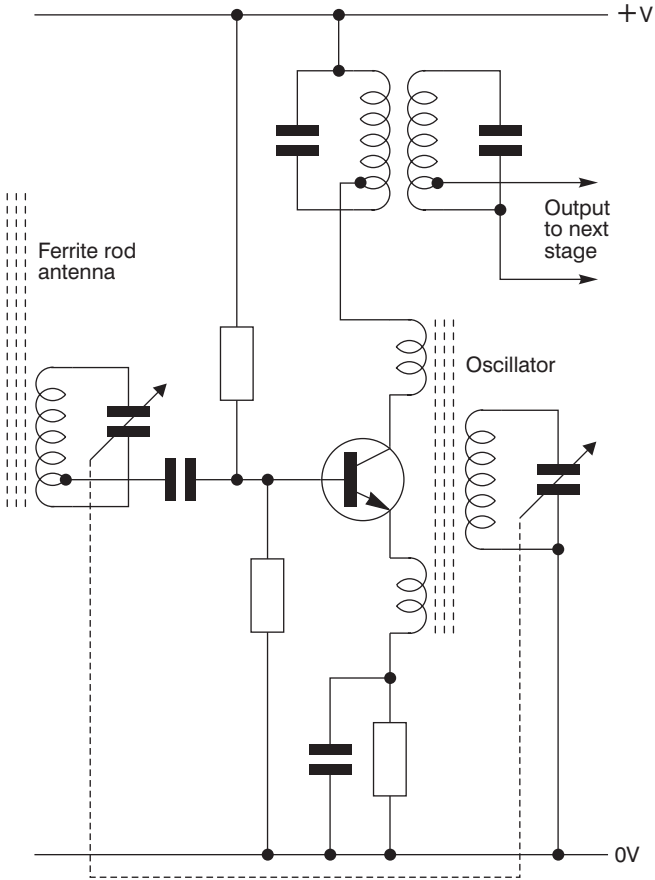 +V
Ferrite rod
antenna
Output
to next
stage
Oscillator
0V